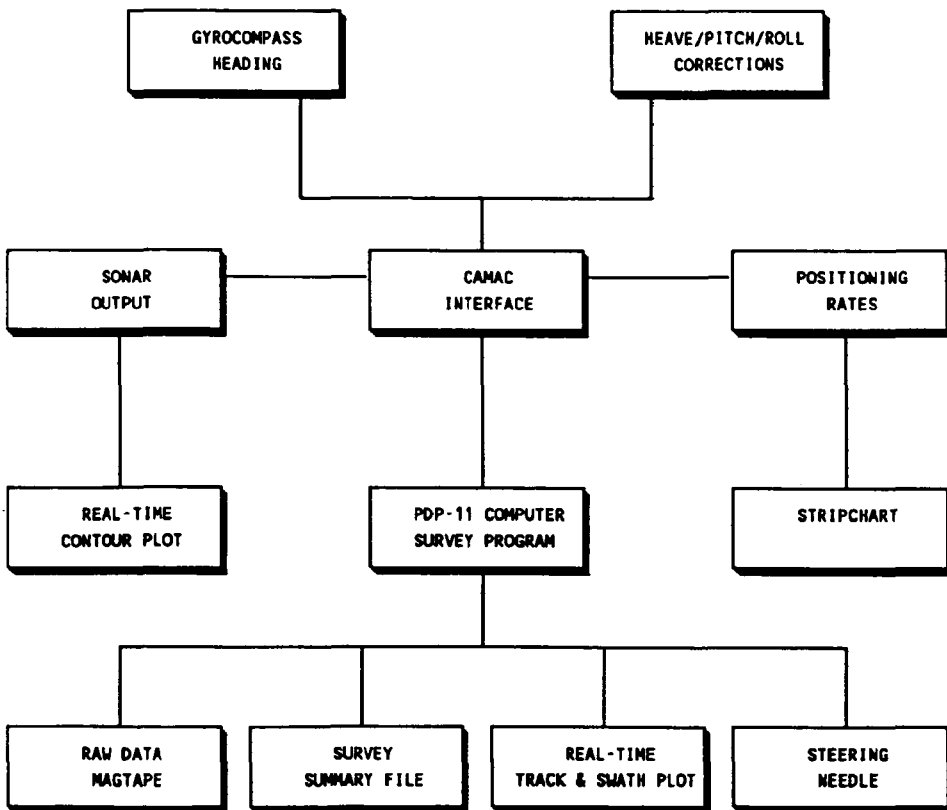 GYROCOMPASS
HEADING
HEAVE/PITCH/ROLL
CORRECTIONS
SONAR
OUTPUT
CAMAC
INTERFACE
POSITIONING
RATES
REAL-TIME
CONTOUR PLOT
PDP-11 COMPUTER
SURVEY PROGRAM
STRIPCHART
RAW DATA
MAGTAPE
SURVEY
SUMMARY FILE
REAL-TIME
TRACK & SWATH PLOT
STEERING
NEEDLE